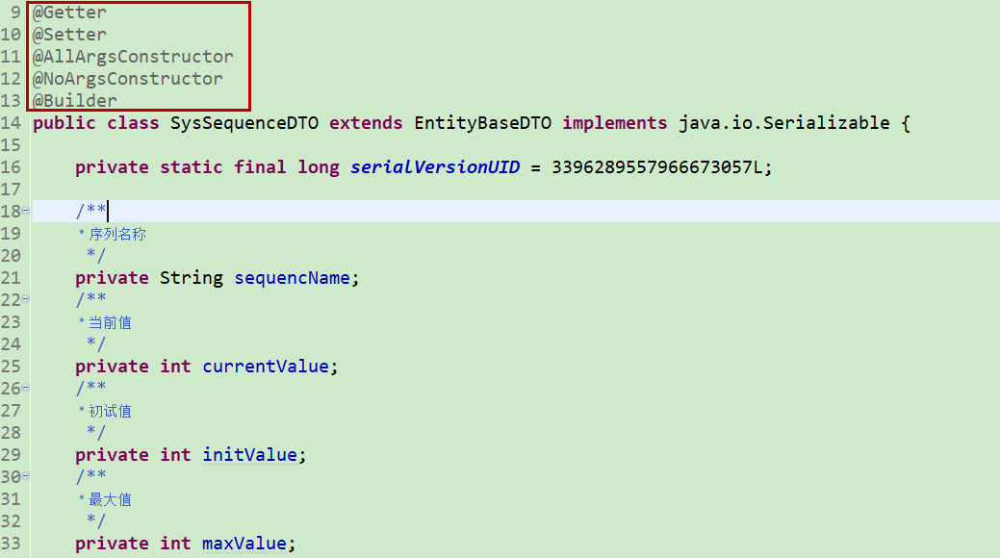 9 @Getter
10 @Setter
11 @AllArgsConstructor
12 @NoArgsConstructor
13 @Builder
14 public class SysSequenceDTO extends EntityBaseDTO implements java.io.Serializable {
15
16     private static final long serialVersionUID = 3396289557966673057L;
17
18     /**
19     * 序列名称
20      */
21     private String sequencName;
22     /**
23     * 当前值
24      */
25     private int currentValue;
26     /**
27     * 初试值
28      */
29     private int initValue;
30     /**
31     * 最大值
32      */
33     private int maxValue;